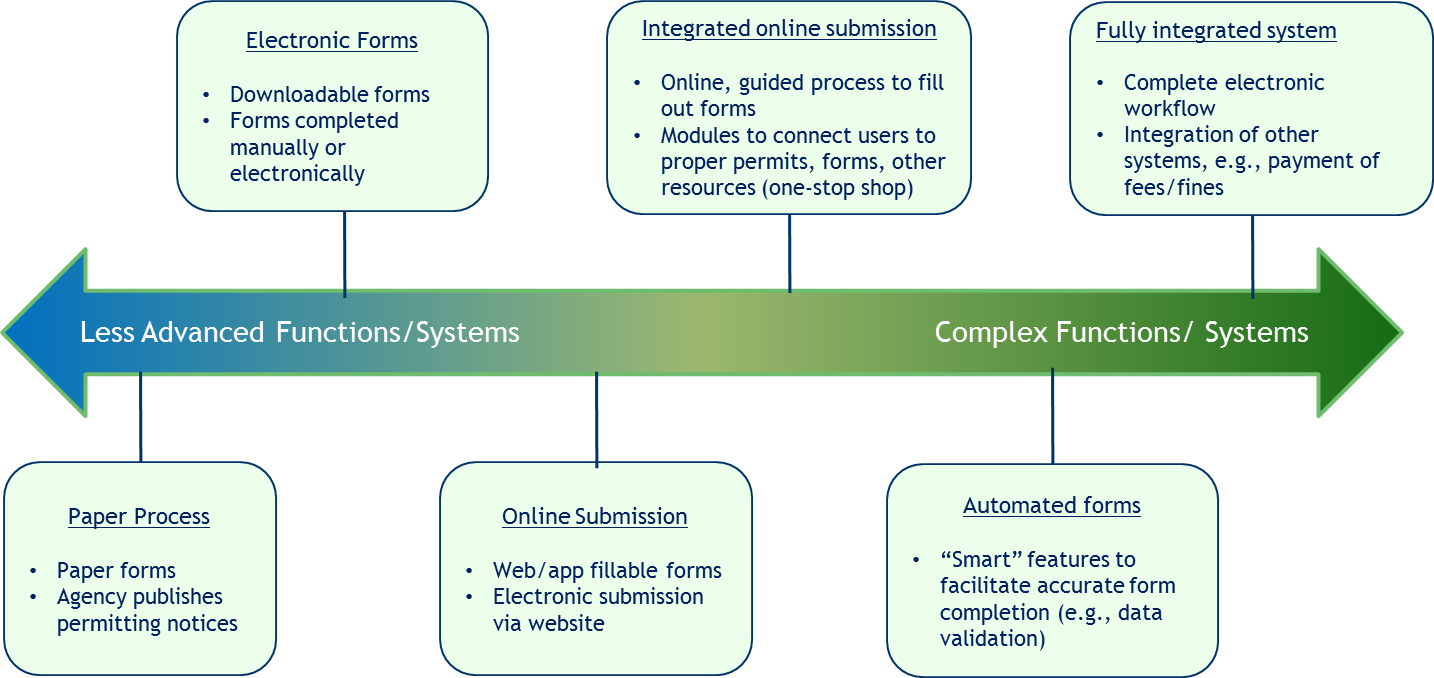 Electronic Forms
• Downloadable forms
• Forms completed
manually or
electronically
Integrated online submission
• Online, guided process to fill
out forms
• Modules to connect users to
proper permits, forms, other
resources (one-stop shop)
Fully integrated system
• Complete electronic
workflow
• Integration of other
systems, e.g., payment of
fees/fines
Less Advanced Functions/Systems
Complex Functions/ Systems
Paper Process
• Paper forms
• Agency publishes
permitting notices
Online Submission
• Web/app fillable forms
• Electronic submission
via website
Automated forms
• “Smart” features to
facilitate accurate form
completion (e.g., data
validation)